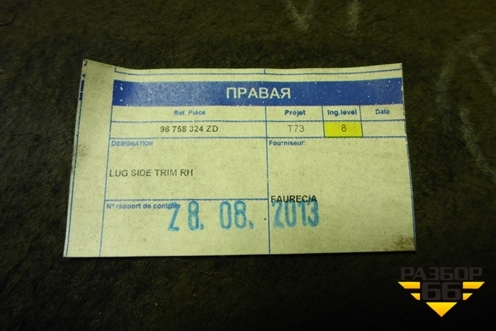 ПРАВАЯ
Ref. Pièce Projet Ing.level Date
98 758 324 ZD T73 8
DESIGNATION Fournisseur:
LUG SIDE TRIM RH
FAURECIA
N° rapport de contrôle
28. 08. 2013
РАЗБОР
66